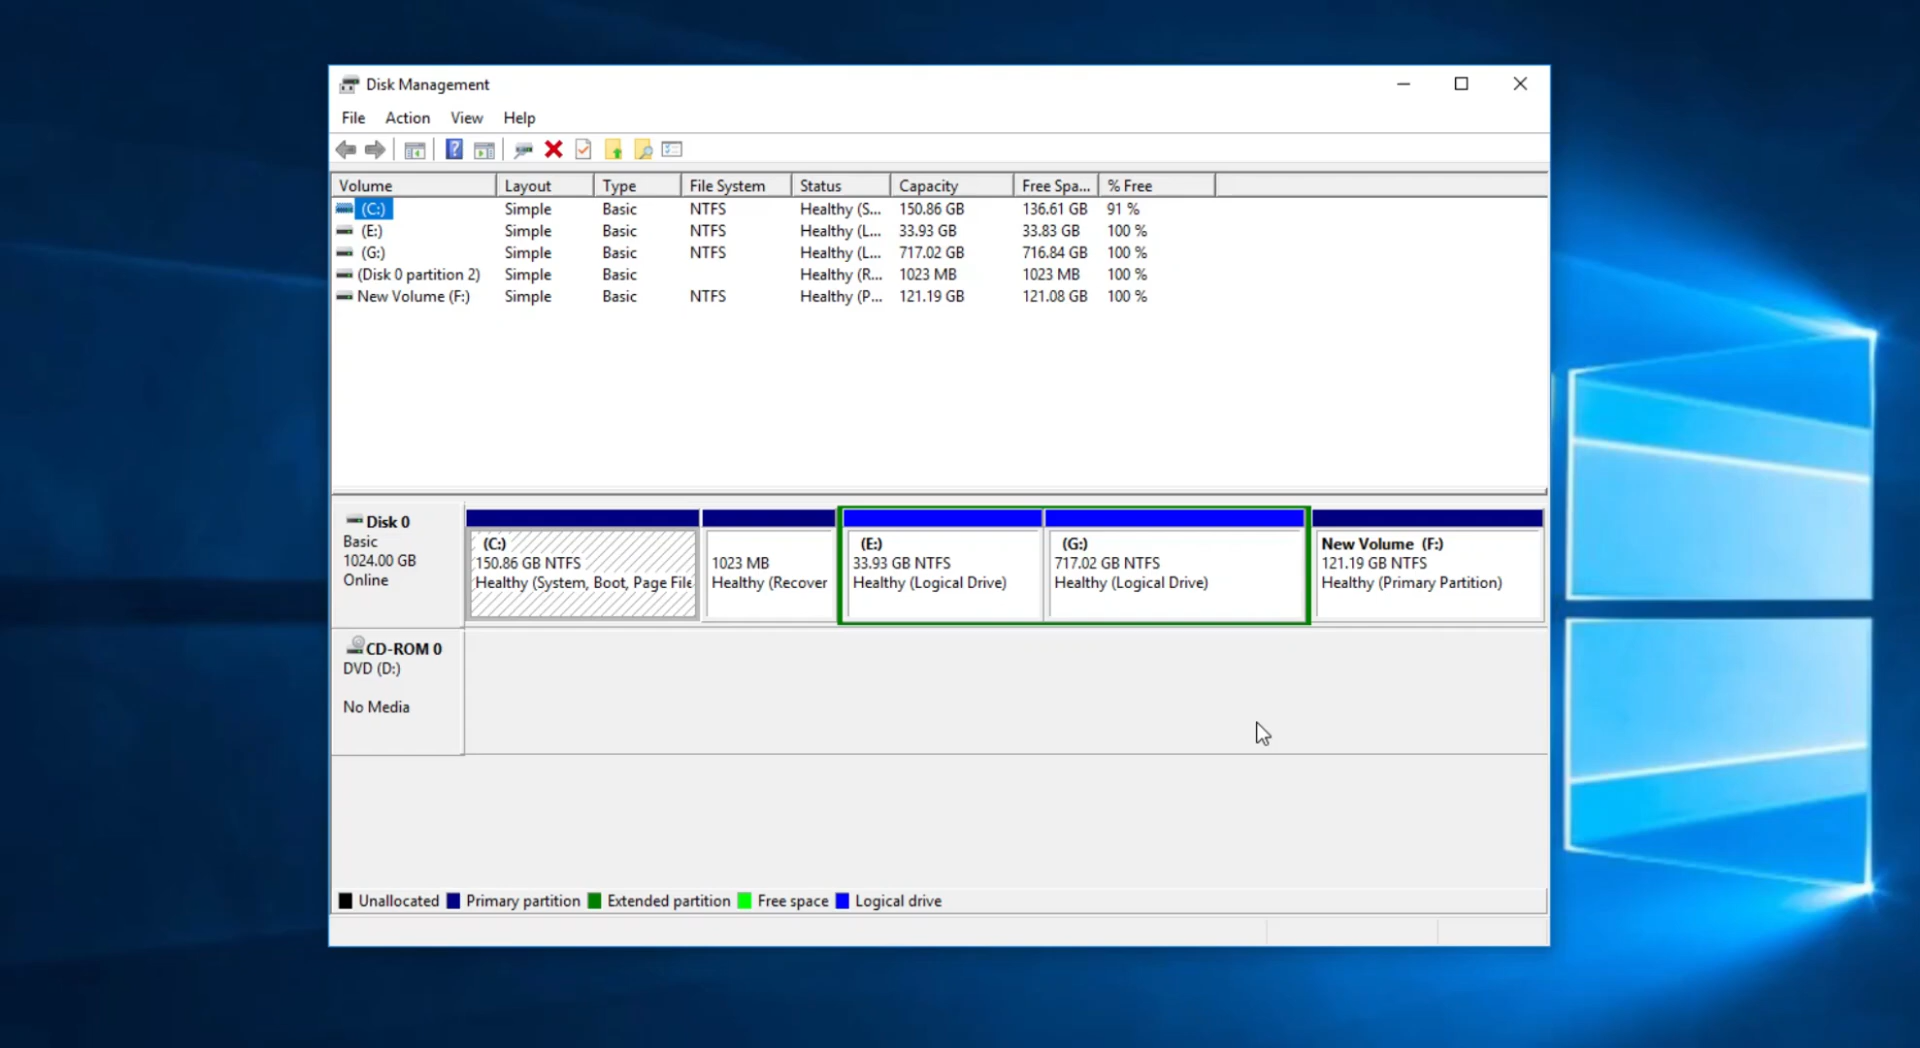 Disk Management
File Action View Help
Volume Layout Type File System Status Capacity Free Spa... % Free
(C:) Simple Basic NTFS Healthy (S... 150.86 GB 136.61 GB 91 %
(E:) Simple Basic NTFS Healthy (L... 33.93 GB 33.83 GB 100 %
(G:) Simple Basic NTFS Healthy (L... 717.02 GB 716.84 GB 100 %
(Disk 0 partition 2) Simple Basic Healthy (R... 1023 MB 1023 MB 100 %
New Volume (F:) Simple Basic NTFS Healthy (P... 121.19 GB 121.08 GB 100 %
Disk 0
Basic
1024.00 GB
Online
(C:)
150.86 GB NTFS
Healthy (System, Boot, Page File
1023 MB
Healthy (Recover
(E:)
33.93 GB NTFS
Healthy (Logical Drive)
(G:)
717.02 GB NTFS
Healthy (Logical Drive)
New Volume (F:)
121.19 GB NTFS
Healthy (Primary Partition)
CD-ROM 0
DVD (D:)
No Media
Unallocated Primary partition Extended partition Free space Logical drive